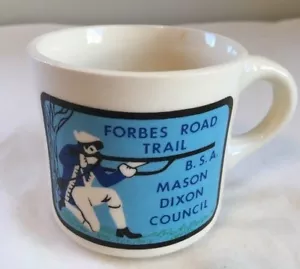 FORBES ROAD
TRAIL
B.S.A.
MASON
DIXON
COUNCIL